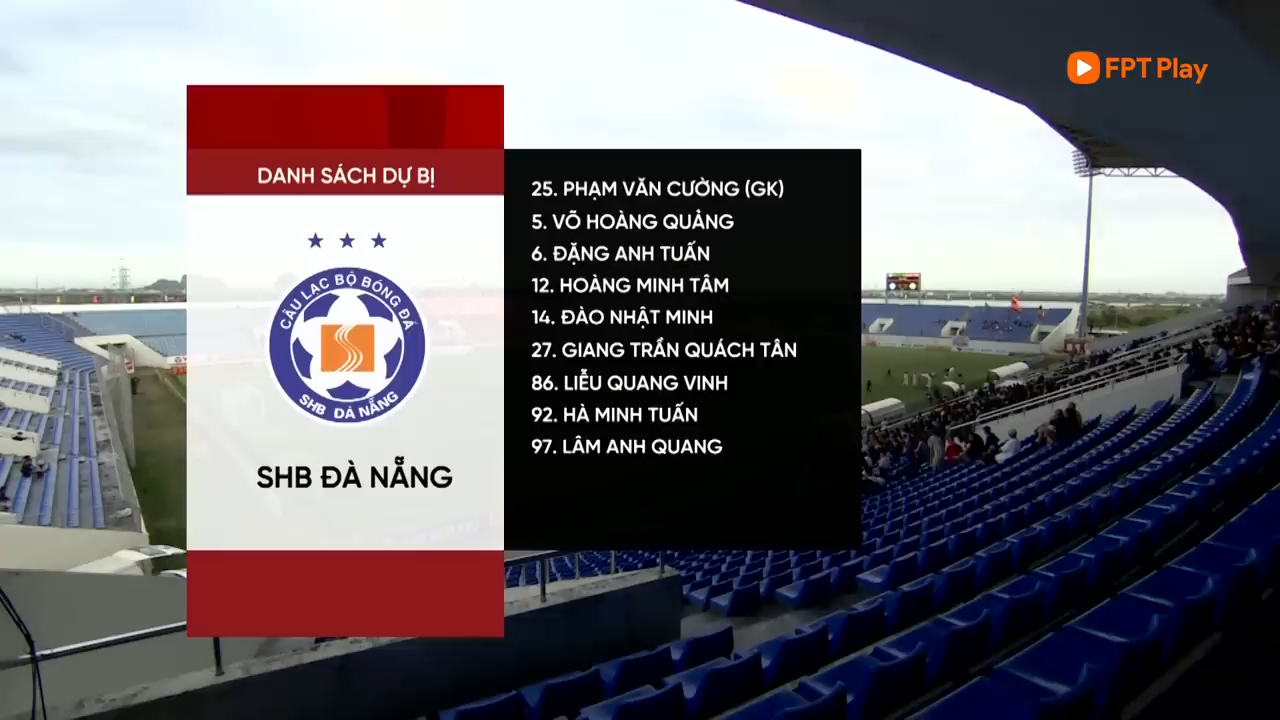 FPT Play
DANH SÁCH DỰ BỊ
CÂU LẠC BỘ BÓNG ĐÁ
SHB ĐÀ NẴNG
SHB ĐÀ NẴNG
25. PHẠM VĂN CƯỜNG (GK)
5. VÕ HOÀNG QUẢNG
6. ĐẶNG ANH TUẤN
12. HOÀNG MINH TÂM
14. ĐÀO NHẬT MINH
27. GIANG TRẦN QUÁCH TÂN
86. LIỄU QUANG VINH
92. HÀ MINH TUẤN
97. LÂM ANH QUANG